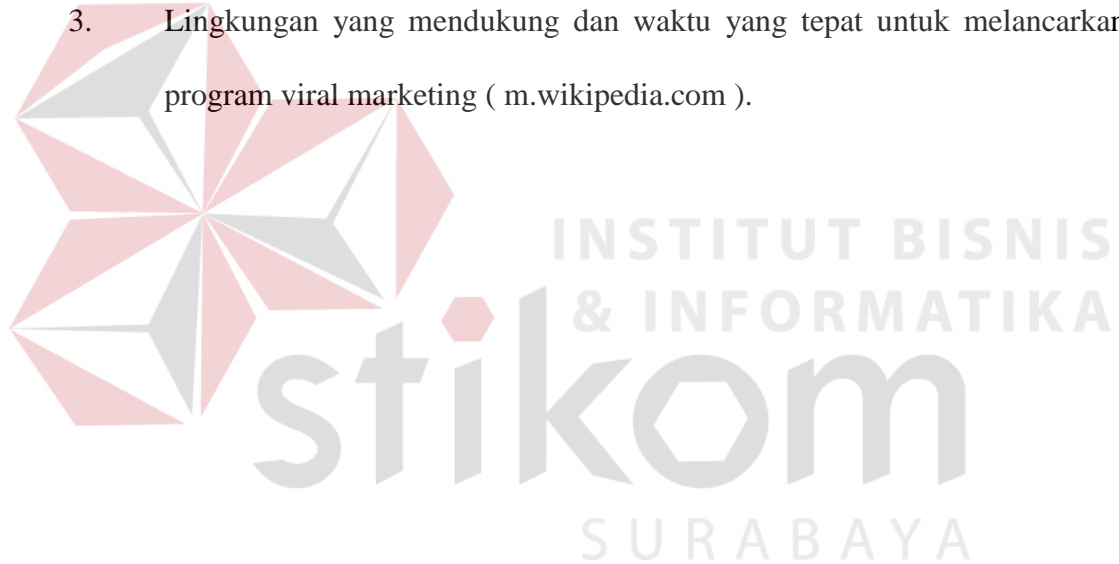 3. Lingkungan yang mendukung dan waktu yang tepat untuk melancarkan
program viral marketing ( m.wikipedia.com ).
INSTITUT BISNIS
& INFORMATIKA
stikom
SURABAYA